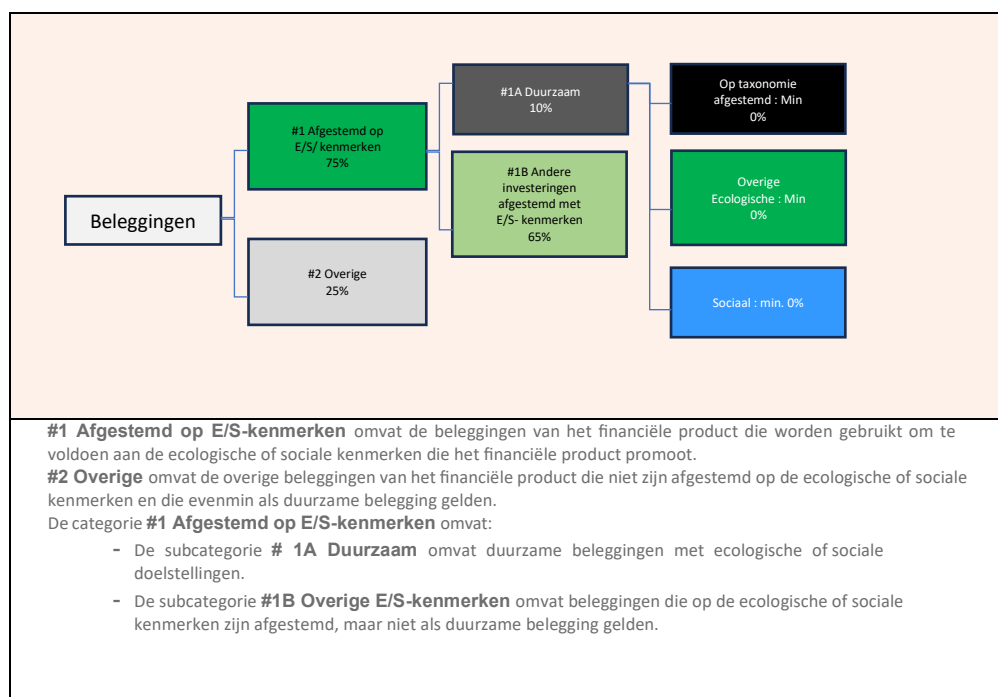 Beleggingen
#1 Afgestemd op
E/S/ kenmerken
75%
#2 Overige
25%
#1A Duurzaam
10%
#1B Andere
investeringen
afgestemd met
E/S- kenmerken
65%
Op taxonomie
afgestemd : Min
0%
Overige
Ecologische : Min
0%
Sociaal : min. 0%
#1 Afgestemd op E/S-kenmerken omvat de beleggingen van het financiële product die worden gebruikt om te
voldoen aan de ecologische of sociale kenmerken die het financiële product promoot.
#2 Overige omvat de overige beleggingen van het financiële product die niet zijn afgestemd op de ecologische of sociale
kenmerken en die evenmin als duurzame belegging gelden.
De categorie #1 Afgestemd op E/S-kenmerken omvat:
- De subcategorie # 1A Duurzaam omvat duurzame beleggingen met ecologische of sociale
doelstellingen.
- De subcategorie #1B Overige E/S-kenmerken omvat beleggingen die op de ecologische of sociale
kenmerken zijn afgestemd, maar niet als duurzame belegging gelden.